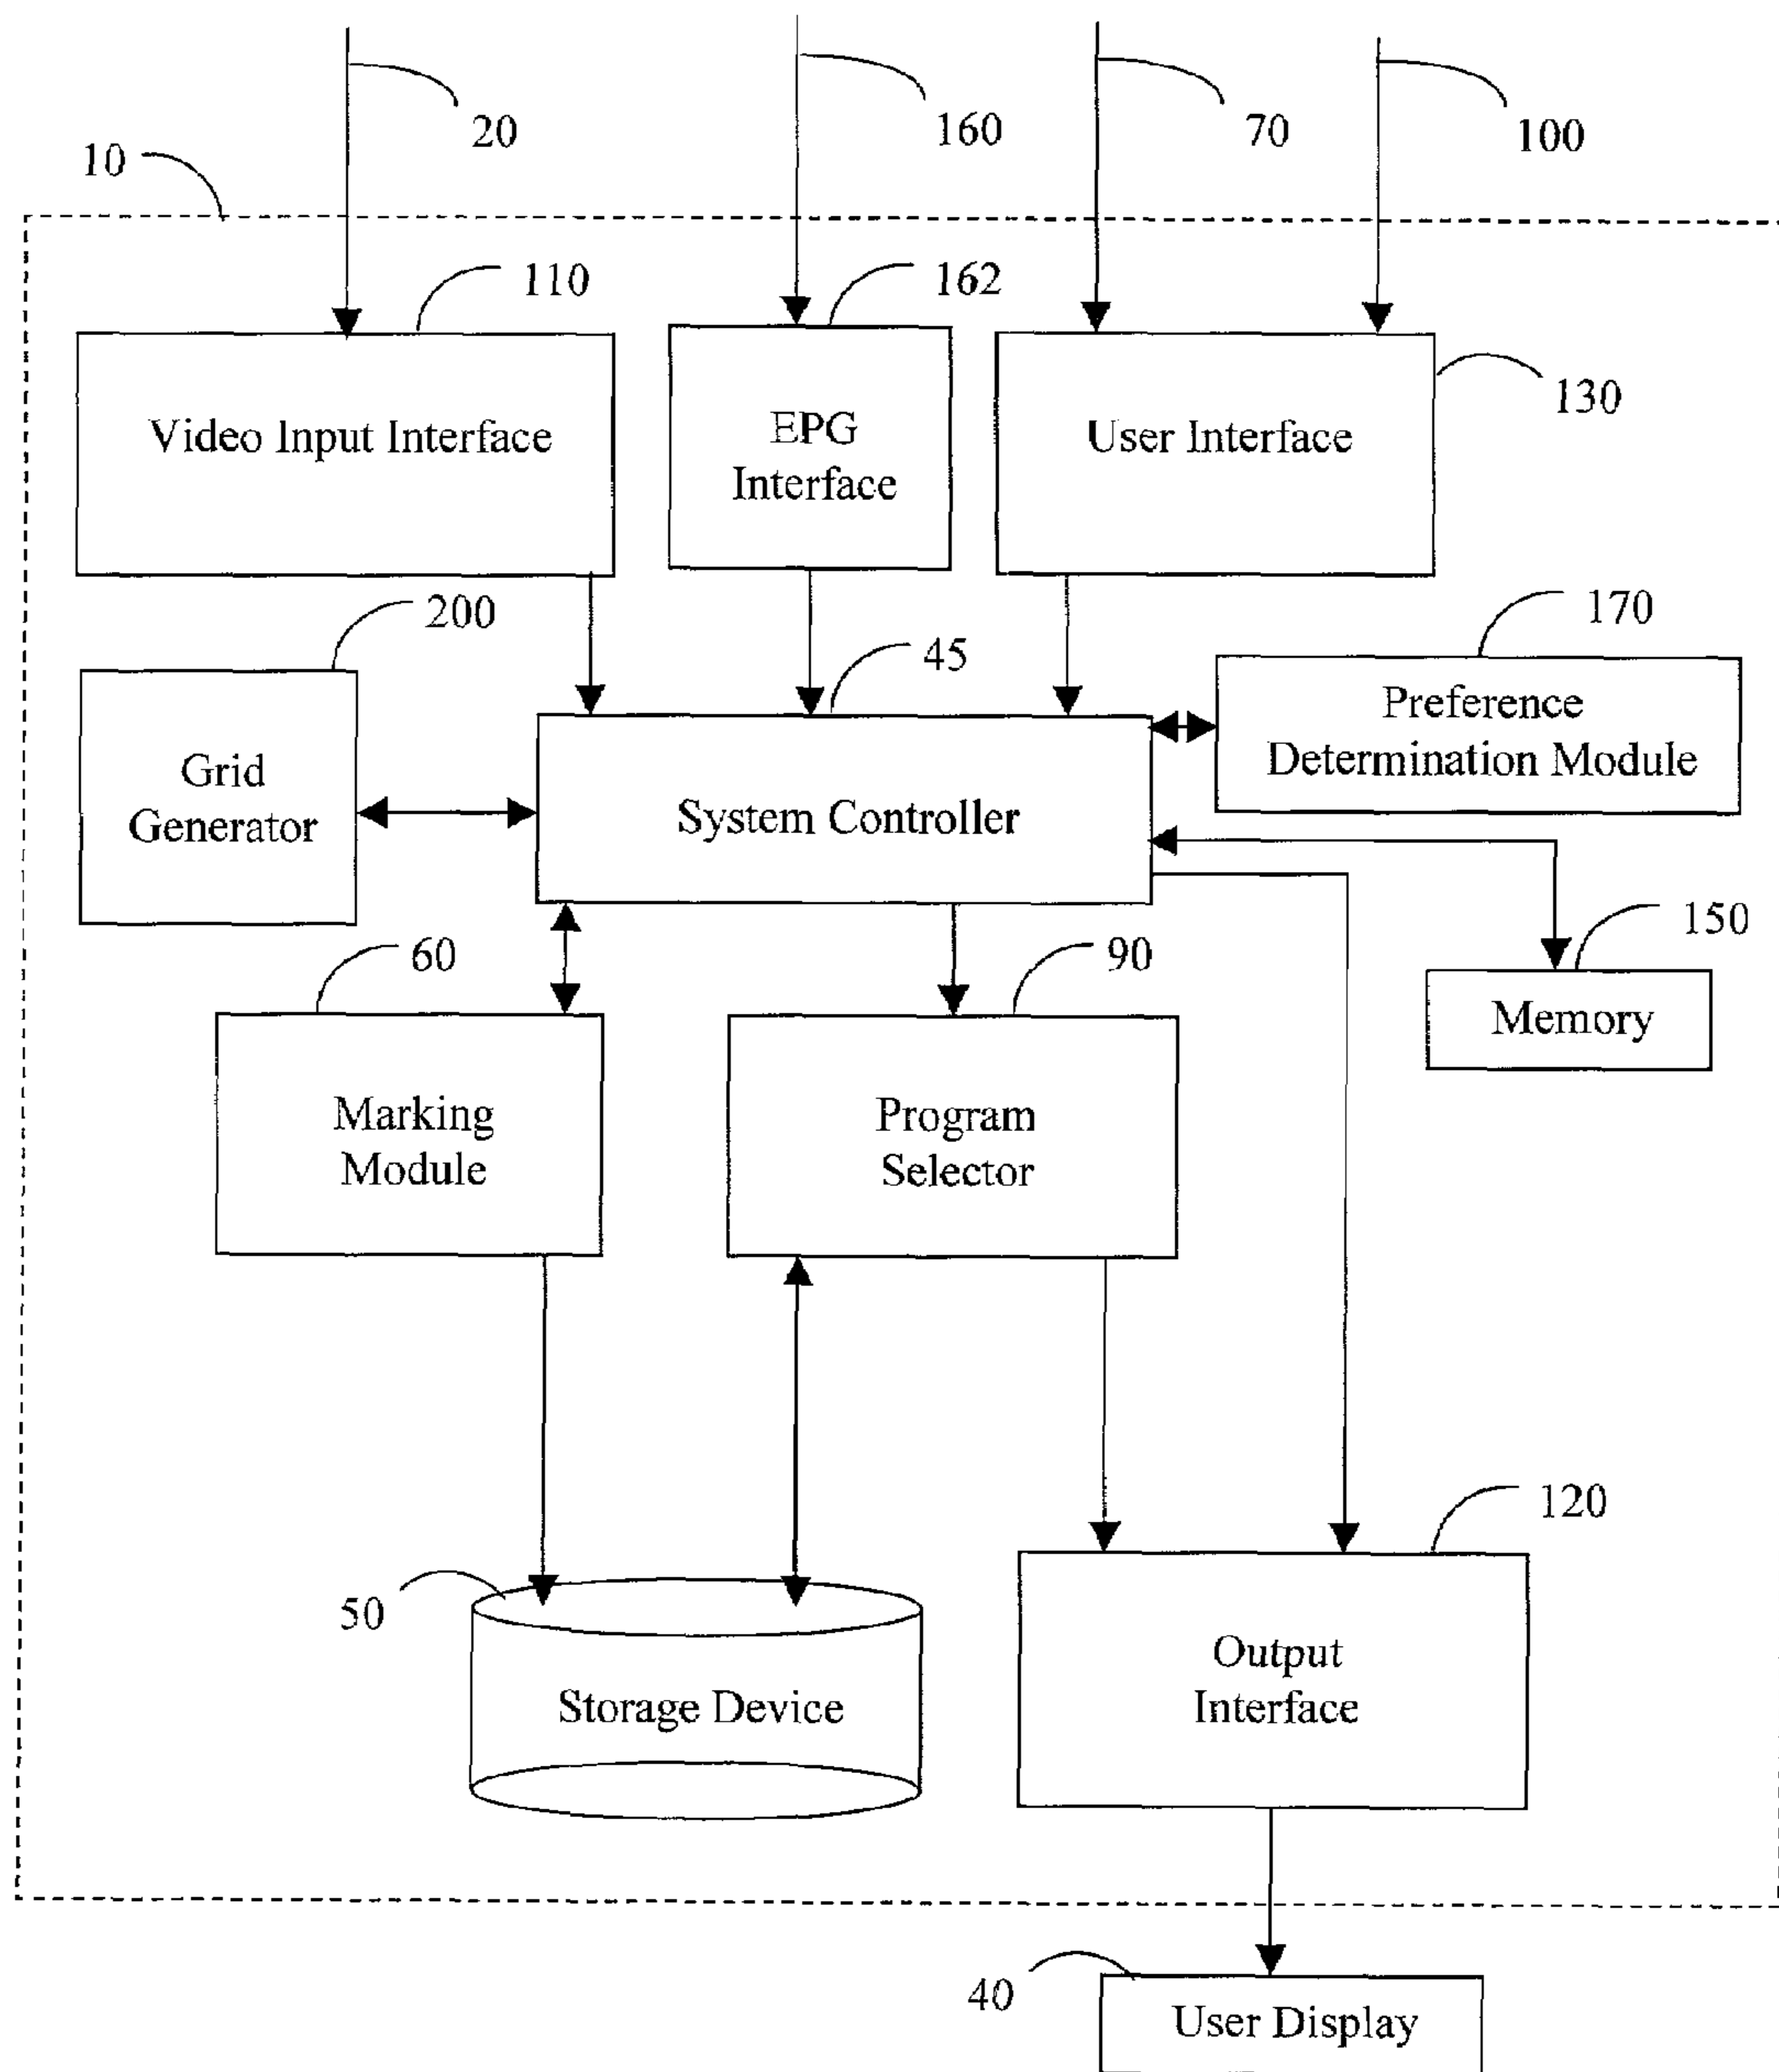 20
160
70
100
10
110
162
130
Video Input Interface
EPG
Interface
User Interface
200
45
170
Grid
Generator
System Controller
Preference
Determination Module
60
90
150
Marking
Module
Program
Selector
Memory
50
120
Storage Device
Output
Interface
40
User Display